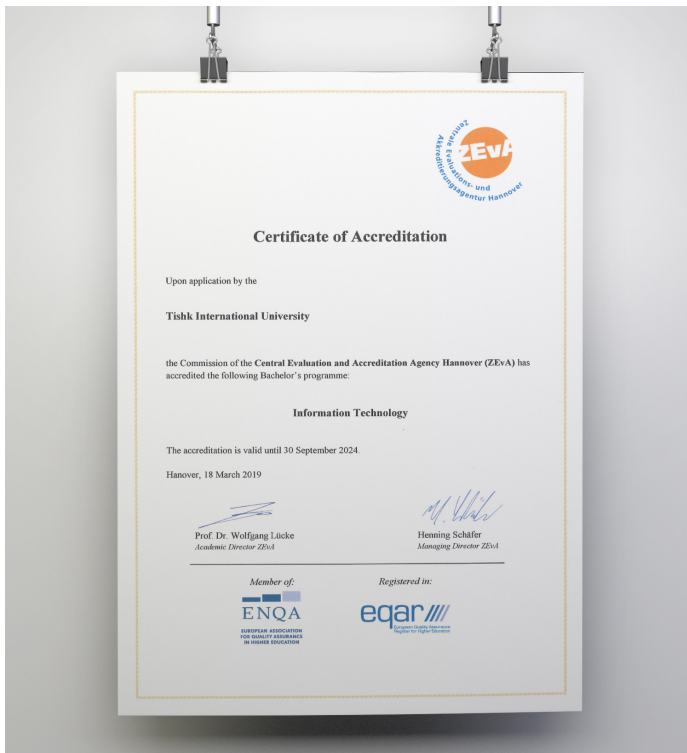 Zentrale Evaluations- und
Akkreditierungsagentur Hannover
ZEvA
Certificate of Accreditation
Upon application by the
Tishk International University
the Commission of the Central Evaluation and Accreditation Agency Hannover (ZEvA) has
accredited the following Bachelor's programme:
Information Technology
The accreditation is valid until 30 September 2024.
Hanover, 18 March 2019
Prof. Dr. Wolfgang Lücke
Academic Director ZEvA
Henning Schäfer
Managing Director ZEvA
Member of:
ENQA
EUROPEAN ASSOCIATION
FOR QUALITY ASSURANCE
IN HIGHER EDUCATION
Registered in:
eqar
European Quality Assurance
Register for Higher Education